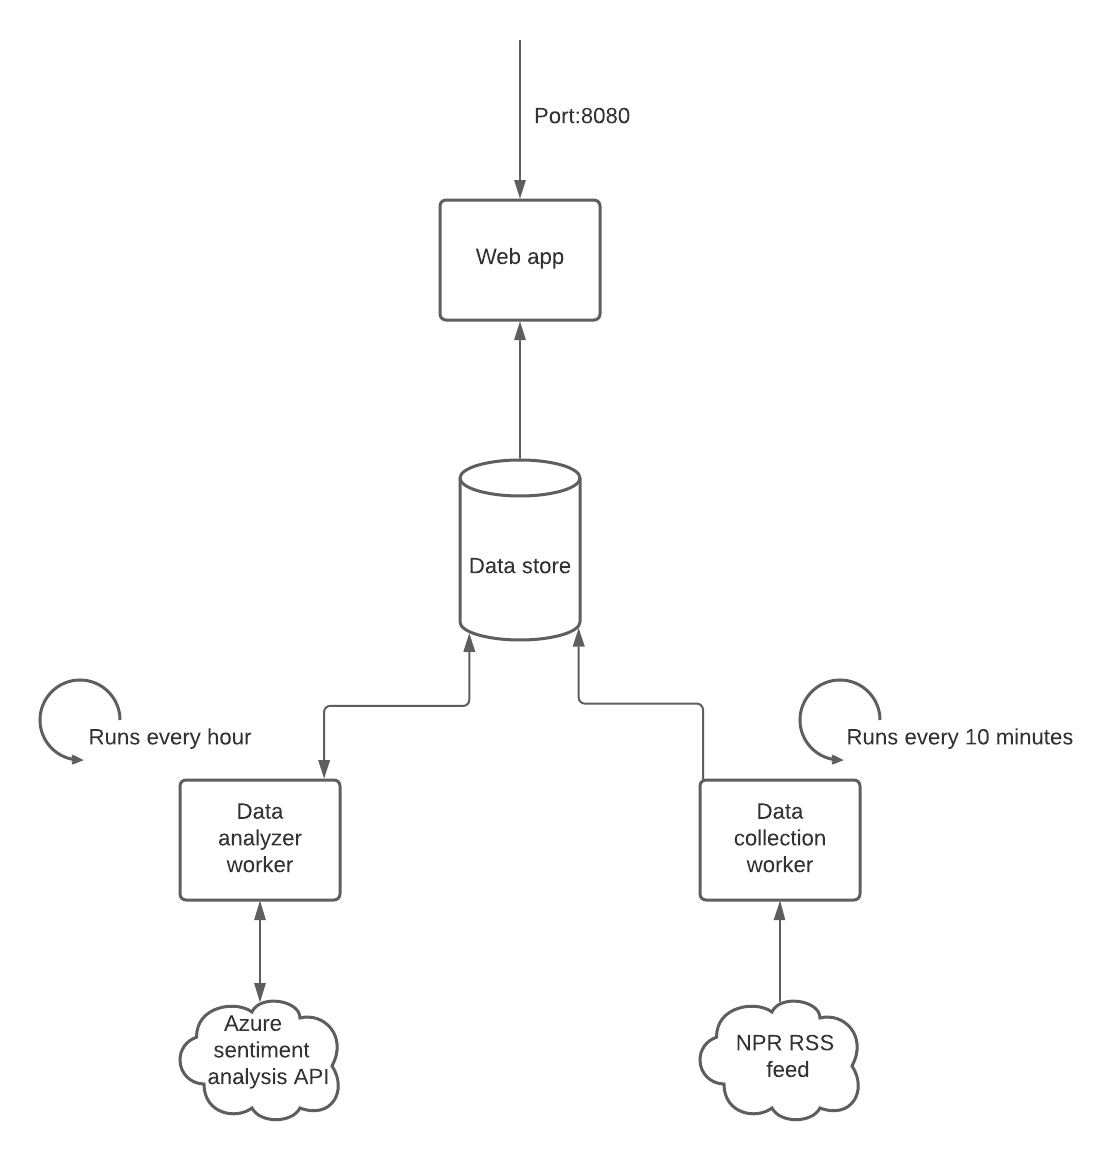 Port:8080
Web app
Data store
Runs every hour
Runs every 10 minutes
Data
analyzer
worker
Data
collection
worker
Azure
sentiment
analysis API
NPR RSS
feed